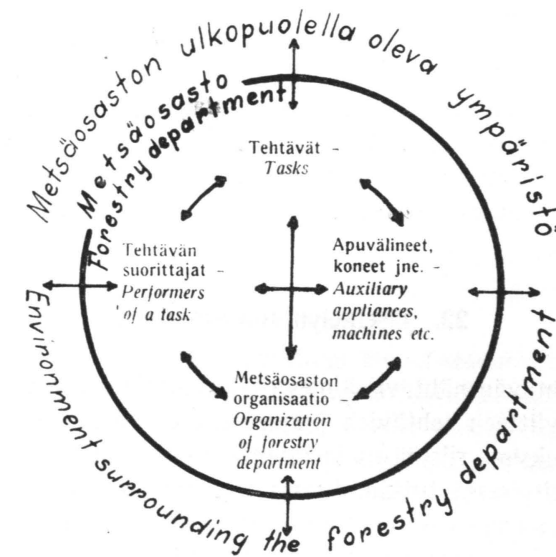 Metsäosaston ulkopuolella oleva ympäristö
Metsäosasto
Forestry department
Tehtävät –
Tasks
Tehtävän
suorittajat –
Performers
of a task
Apuvälineet,
koneet jne. –
Auxiliary
appliances,
machines etc.
Metsäosaston
organisaatio –
Organization
of forestry
department
Environment surrounding the forestry department